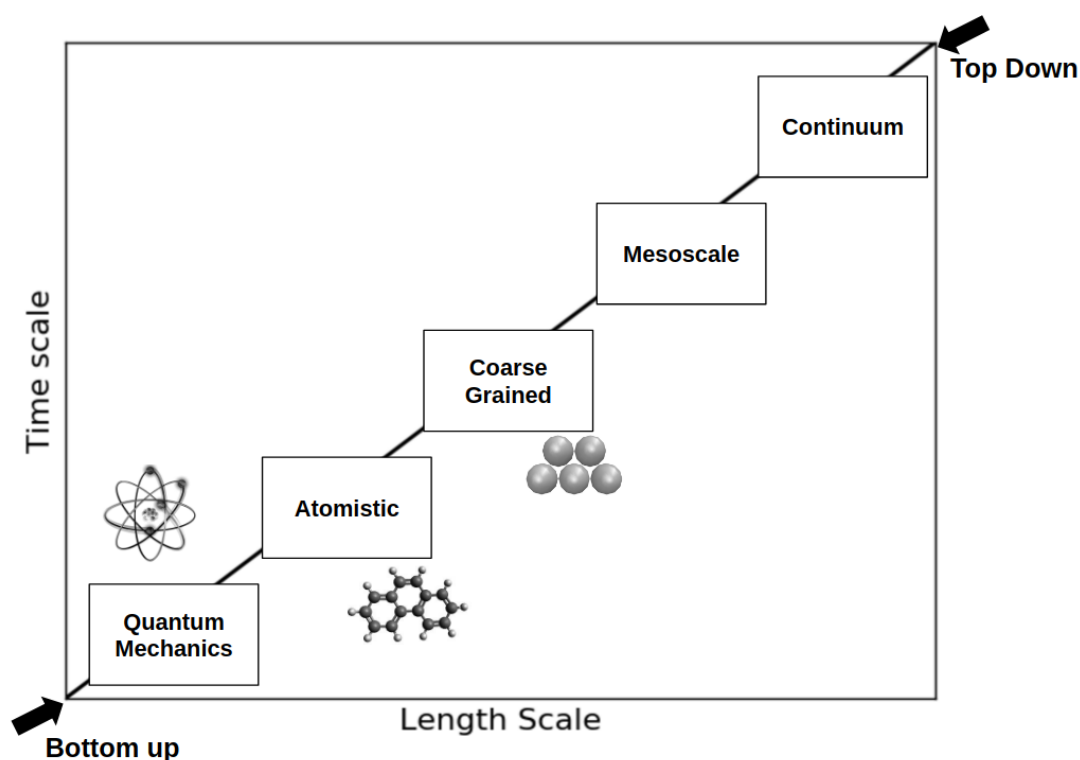 Top Down
Continuum
Mesoscale
Time scale
Coarse
Grained
Atomistic
Quantum
Mechanics
Length Scale
Bottom up